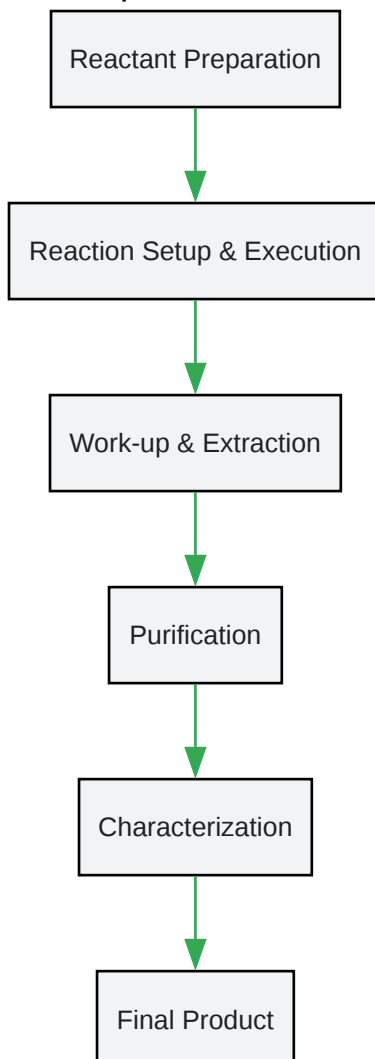 Reactant Preparation
Reaction Setup & Execution
Work-up & Extraction
Purification
Characterization
Final Product